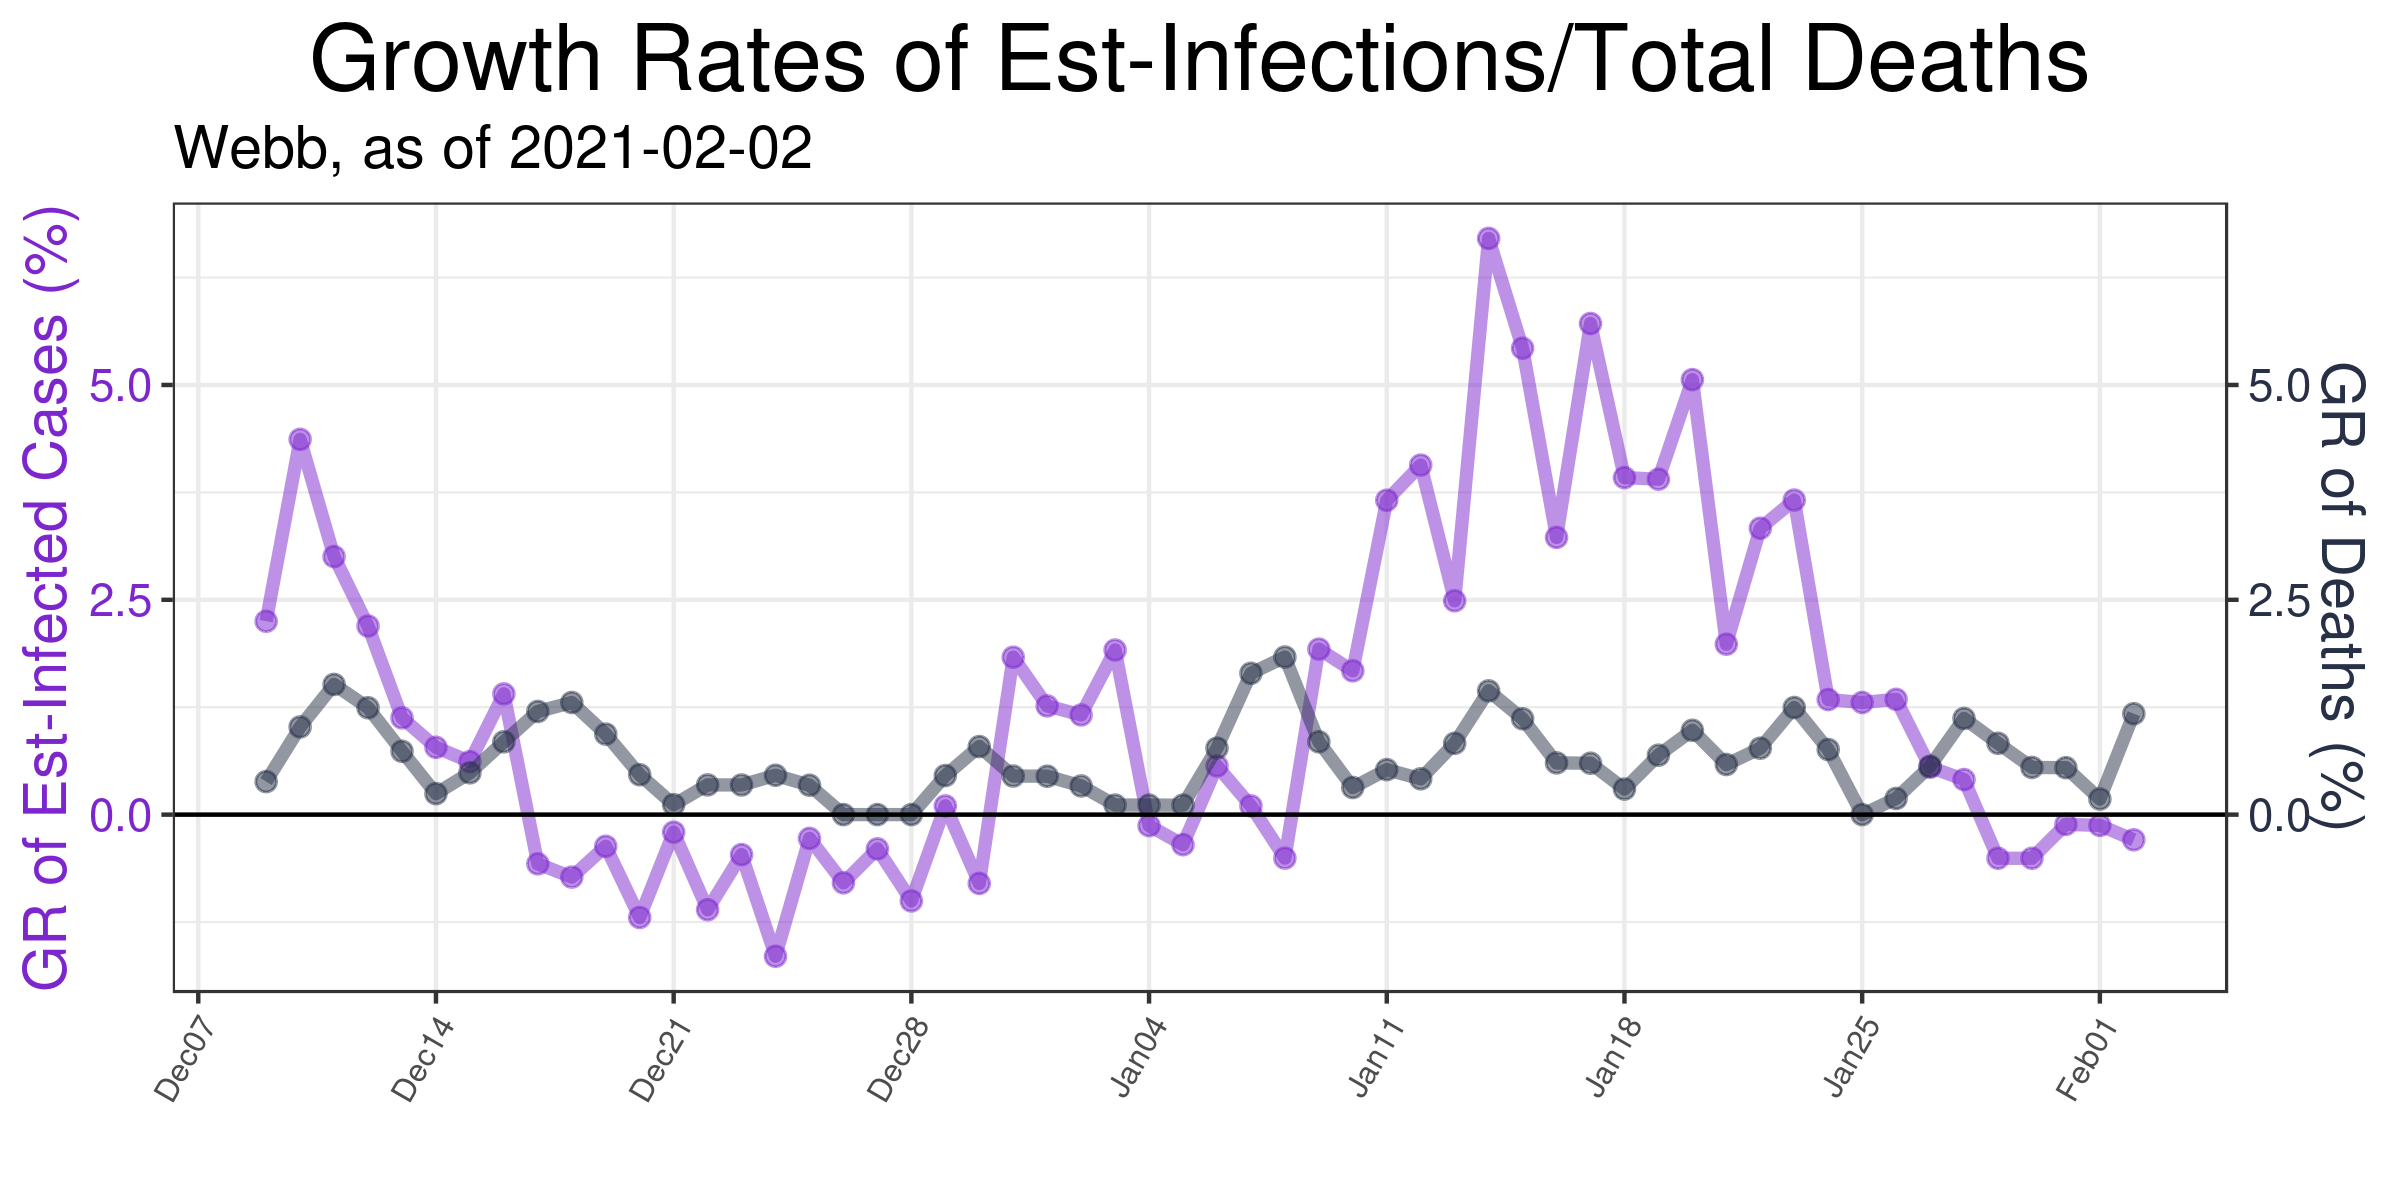 Growth Rates of Est-Infections/Total Deaths
Webb, as of 2021-02-02
GR of Est-Infected Cases (%)
5.0
2.5
0.0
5.0
2.5
0.0
GR of Deaths (%)
Dec07
Dec14
Dec21
Dec28
Jan04
Jan11
Jan18
Jan25
Feb01